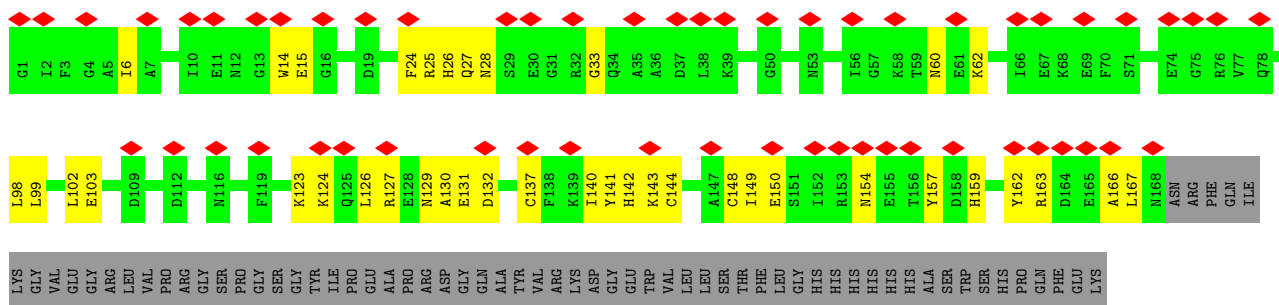 G1 I2 F3 G4 A5 I6 A7 I10 E11 N12 G13 W14 E15 G16 D19 F24 R25 H26 Q27 N28 S29 E30 G31 R32 G33 Q34 A35 A36 D37 L38 K39 G50 N53 I56 G57 K58 T59 N60 E61 K62 I66 E67 K68 E69 F70 S71 E74 G75 R76 V77 Q78
L98 L99 L102 E103 D109 D112 N116 F119 K123 K124 Q125 L126 R127 E128 N129 A130 E131 D132 C137 F138 K139 I140 Y141 H142 K143 C144 A147 C148 I149 E150 S151 I152 R153 N154 E155 T156 Y157 D158 H159 Y162 R163 D164 E165 A166 L167 N168 ASN ARG PHE GLN ILE
LYS GLY VAL GLU GLY ARG LEU VAL PRO ARG GLY SER PRO GLY SER GLY TYR ILE PRO GLU ALA PRO ARG ASP GLY GLN ALA TYR VAL ARG LYS ASP GLY GLU TRP VAL LEU LEU SER THR PHE LEU GLY HIS HIS HIS HIS HIS HIS ALA SER TRP SER HIS PRO GLN PHE GLU LYS